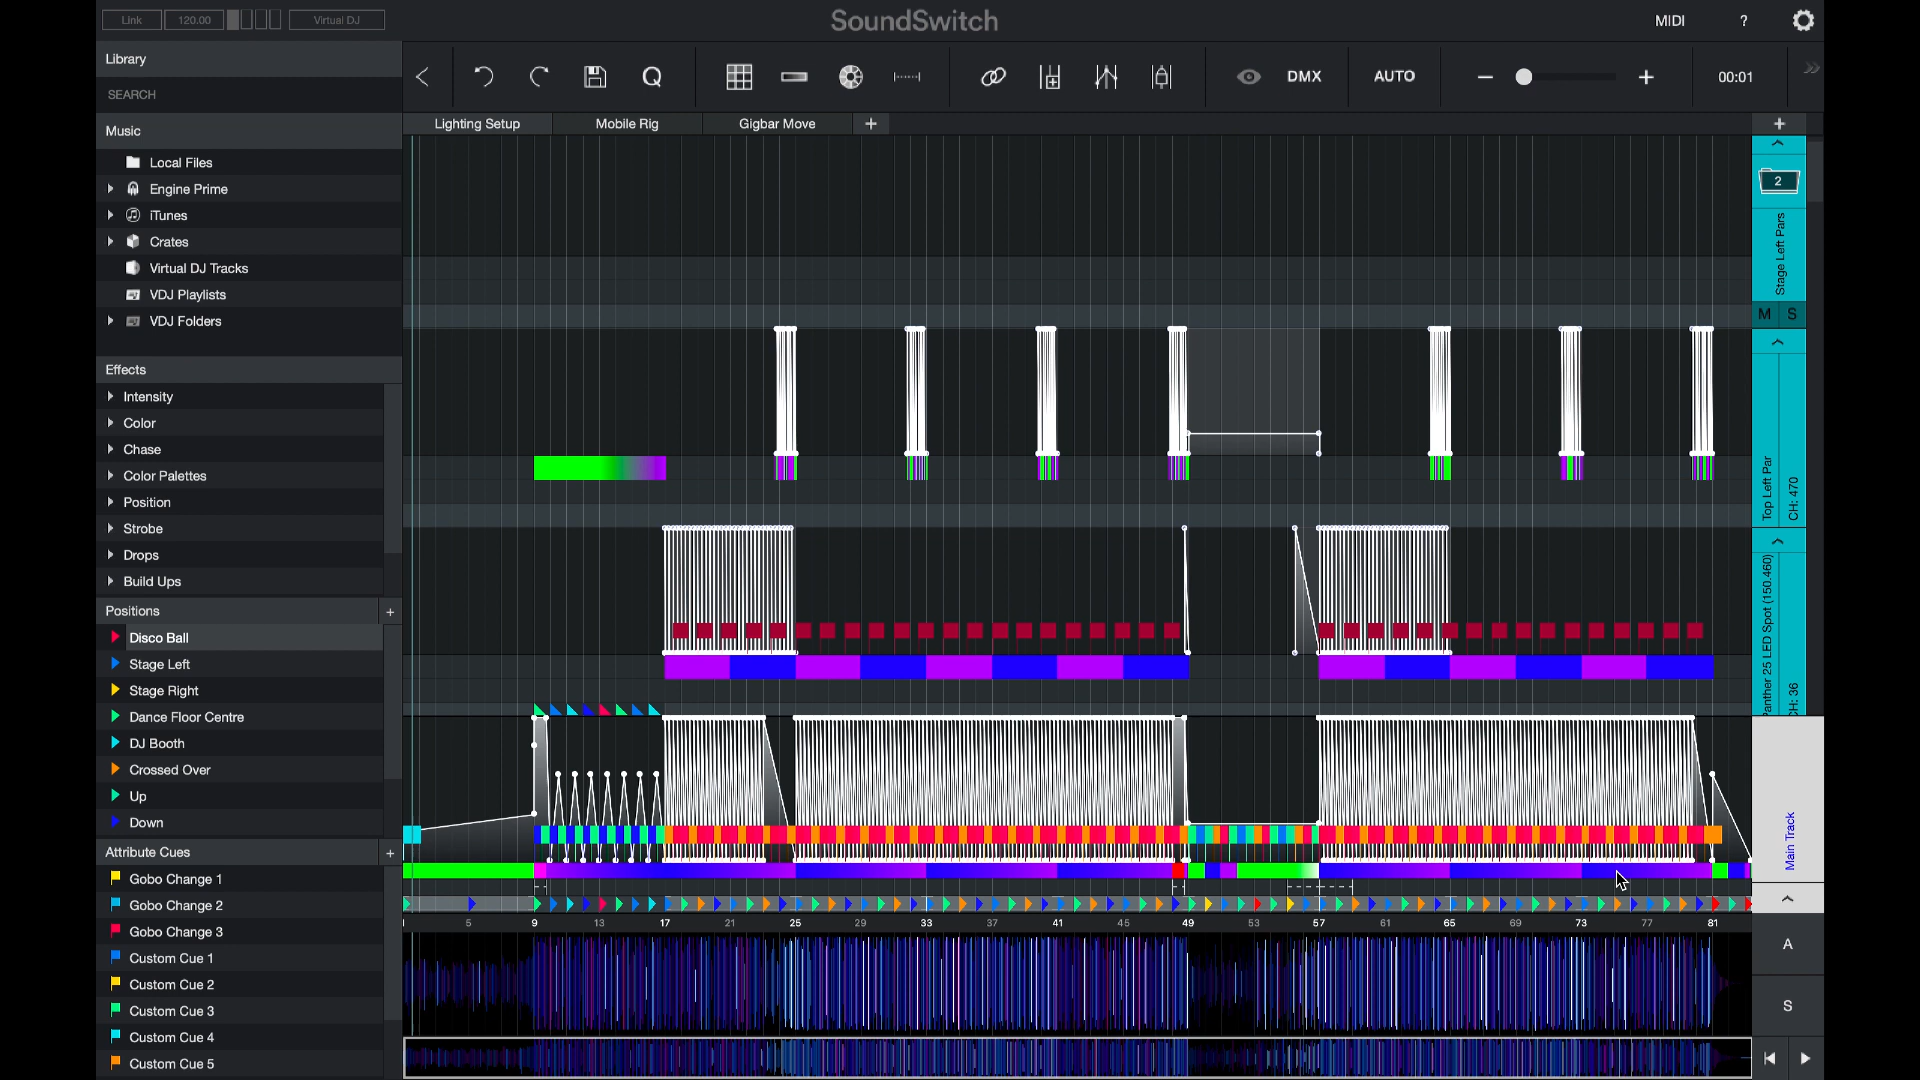 Link 120.00 Virtual DJ SoundSwitch MIDI ?
Library
SEARCH
Q DMX AUTO 00:01
Lighting Setup Mobile Rig Gigbar Move + +
Music
Local Files
Engine Prime
iTunes
Crates
Virtual DJ Tracks
VDJ Playlists
VDJ Folders
Effects
Intensity
Color
Chase
Color Palettes
Position
Strobe
Drops
Build Ups
Positions +
Disco Ball
Stage Left
Stage Right
Dance Floor Centre
DJ Booth
Crossed Over
Up
Down
Attribute Cues +
Gobo Change 1
Gobo Change 2
Gobo Change 3
Custom Cue 1
Custom Cue 2
Custom Cue 3
Custom Cue 4
Custom Cue 5
2
Stage Left Pars
M S
Top Left Par
CH: 470
Panther 25 LED Spot (150.460)
CH: 36
Main Track
5 9 13 17 21 25 29 33 37 41 45 49 53 57 61 65 69 73 77 81
A
S